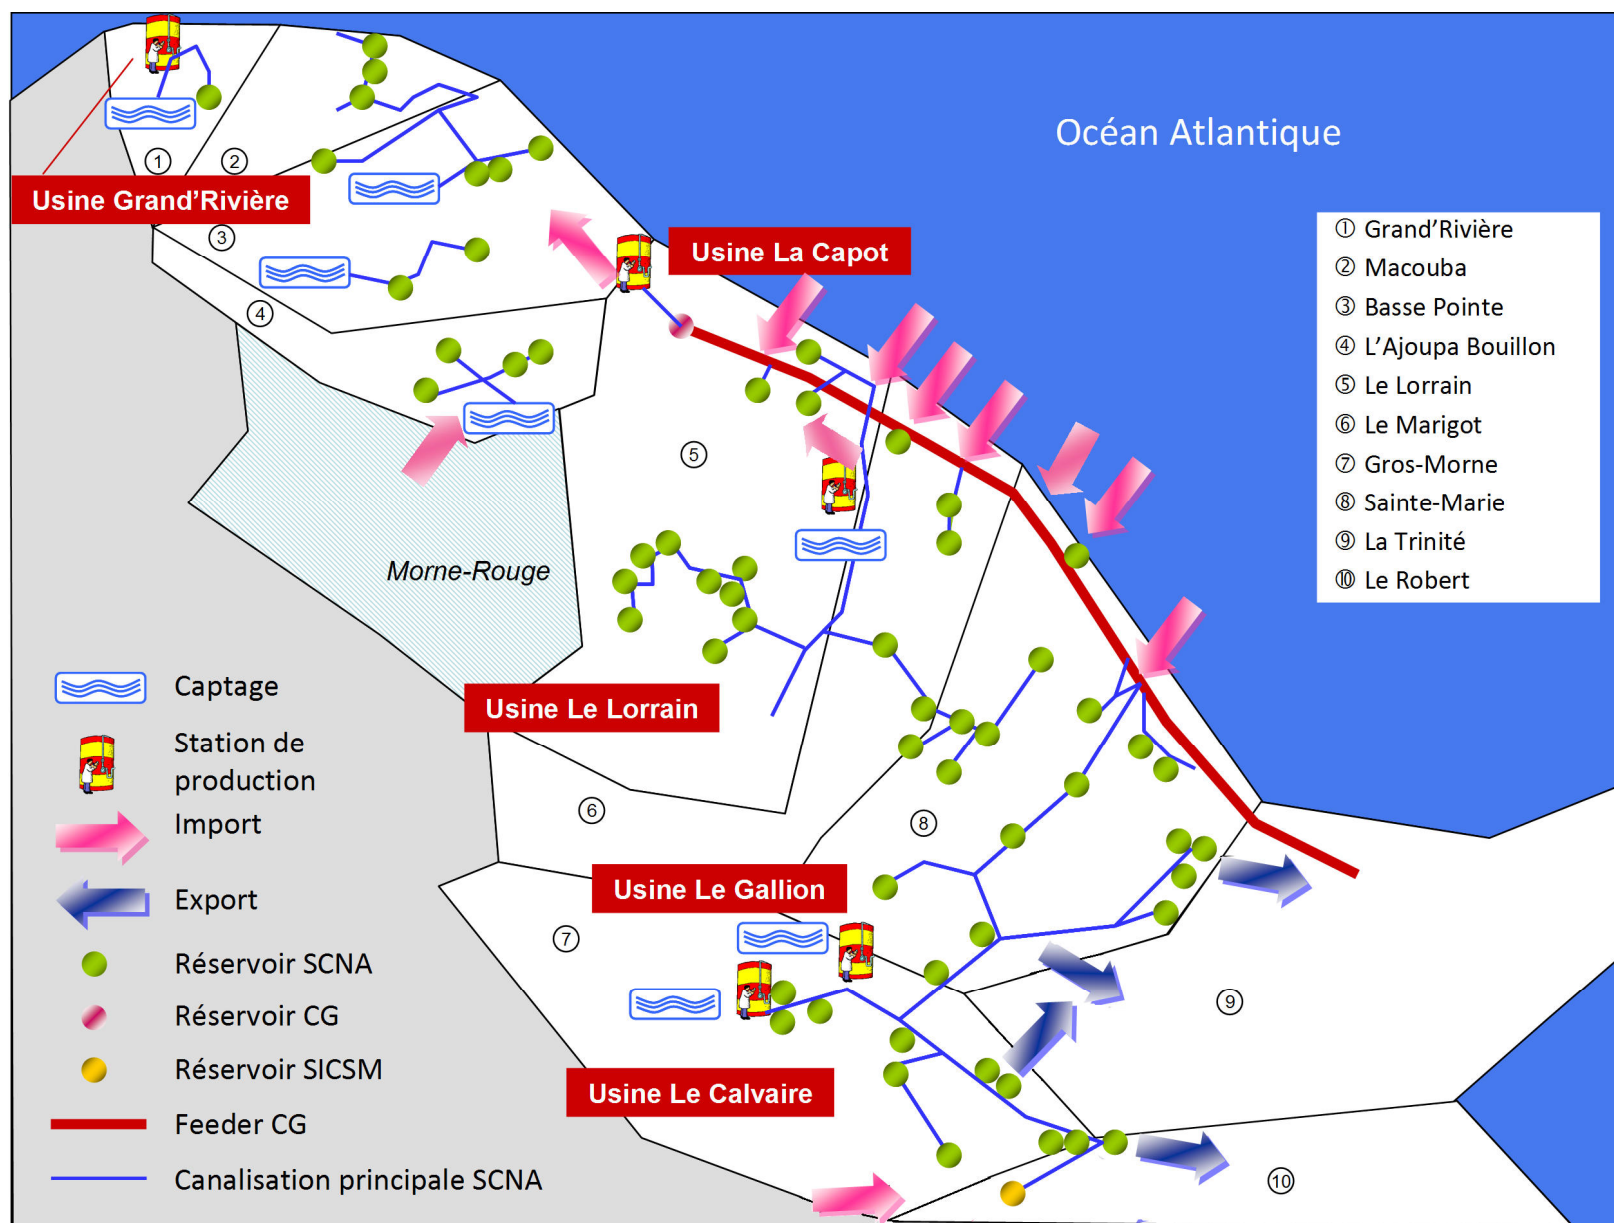 Océan Atlantique
①
②
Usine Grand'Rivière
③
Usine La Capot
④
① Grand'Rivière
② Macouba
③ Basse Pointe
④ L'Ajoupa Bouillon
⑤ Le Lorrain
⑥ Le Marigot
⑦ Gros-Morne
⑧ Sainte-Marie
⑨ La Trinité
⑩ Le Robert
⑤
Morne-Rouge
Usine Le Lorrain
⑥
⑧
Usine Le Gallion
⑦
⑨
Usine Le Calvaire
⑩
Captage
Station de
production
Import
Export
Réservoir SCNA
Réservoir CG
Réservoir SICSM
Feeder CG
Canalisation principale SCNA